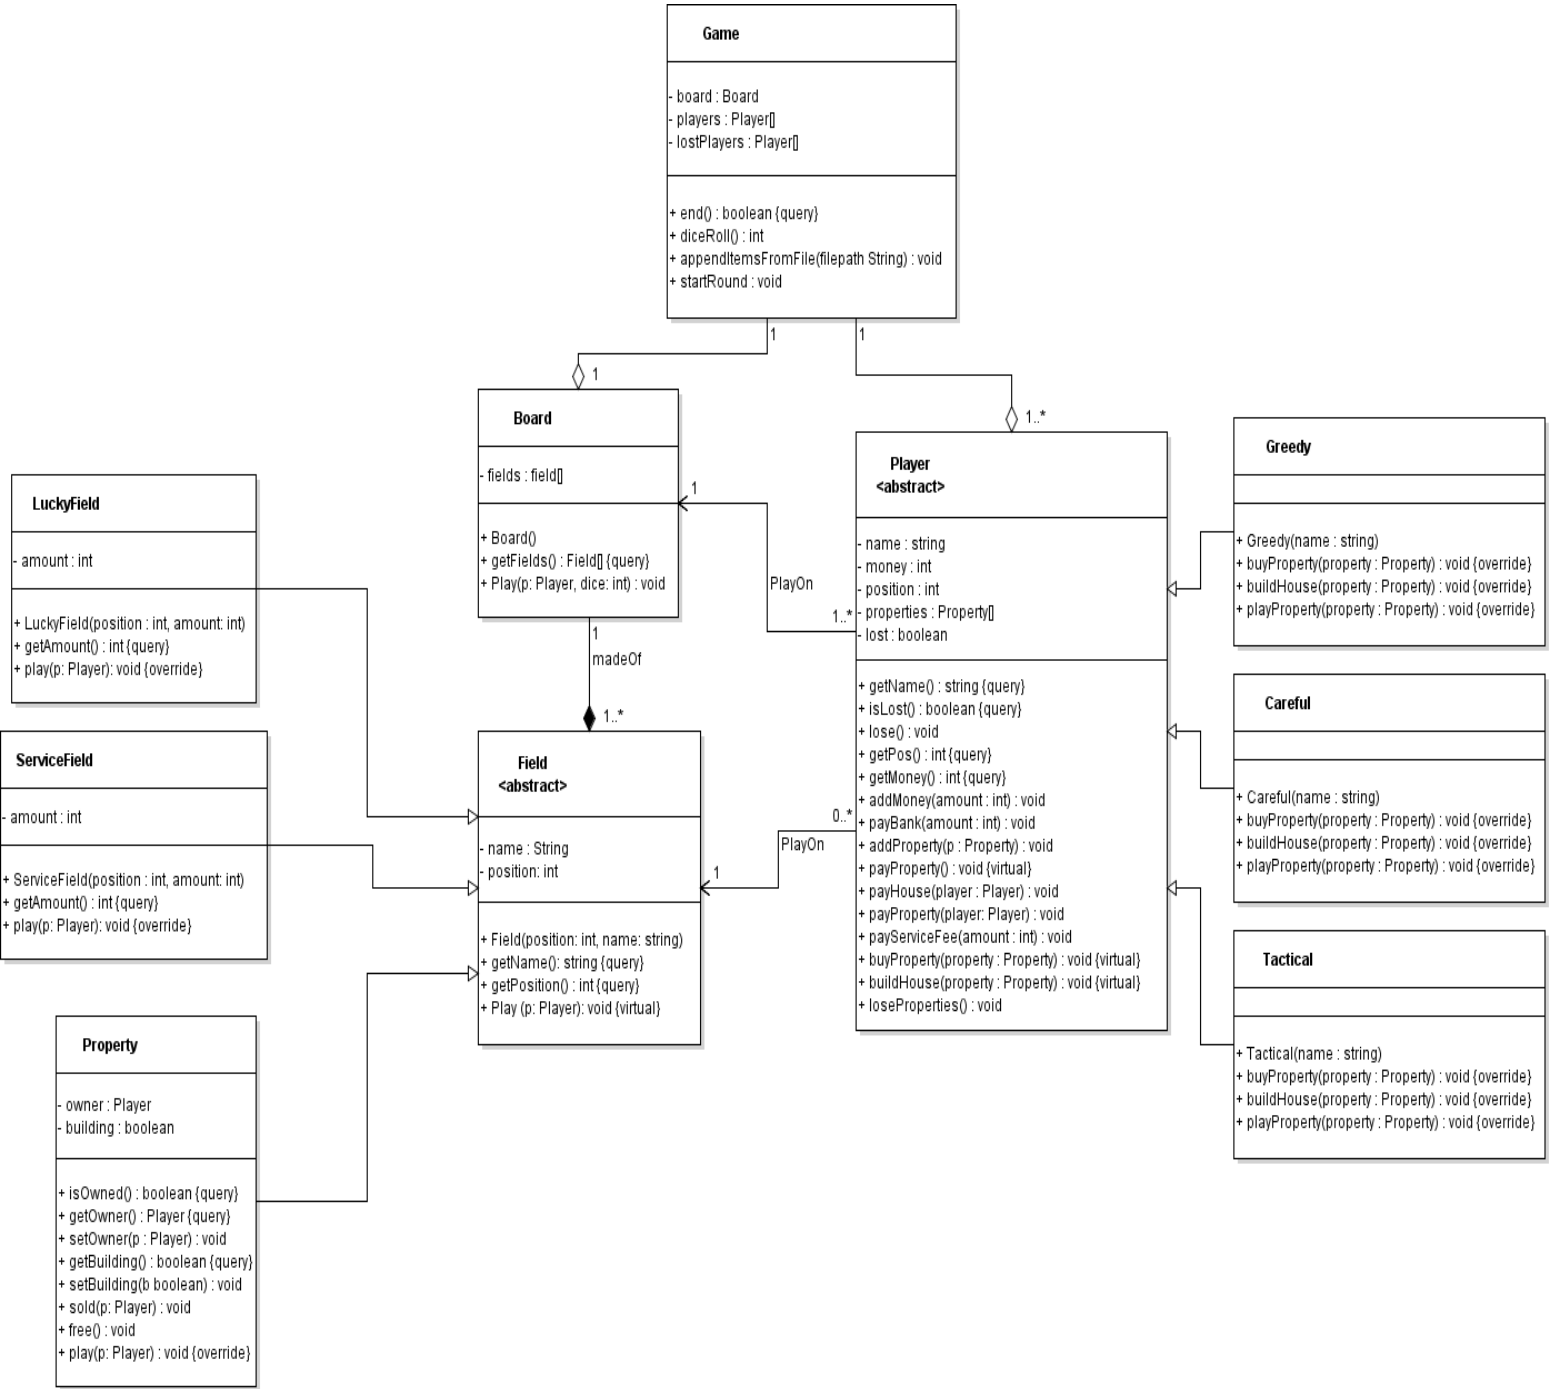 Game
- board : Board
- players : Player[]
- lostPlayers : Player[]
+ end() : boolean {query}
+ diceRoll() : int
+ appendItemsFromFile(filepath String) : void
+ startRound : void
1
1
1
1..*
Board
- fields : field[]
+ Board()
+ getFields() : Field[] {query}
+ Play(p: Player, dice: int) : void
1
PlayOn
1..*
1
madeOf
1..*
Player
<abstract>
- name : string
- money : int
- position : int
- properties : Property[]
- lost : boolean
+ getName() : string {query}
+ isLost() : boolean {query}
+ lose() : void
+ getPos() : int {query}
+ getMoney() : int {query}
+ addMoney(amount : int) : void
+ payBank(amount : int) : void
+ addProperty(p : Property) : void
+ payProperty() : void {virtual}
+ payHouse(player : Player) : void
+ payProperty(player: Player) : void
+ payServiceFee(amount : int) : void
+ buyProperty(property : Property) : void {virtual}
+ buildHouse(property : Property) : void {virtual}
+ loseProperties() : void
Greedy
+ Greedy(name : string)
+ buyProperty(property : Property) : void {override}
+ buildHouse(property : Property) : void {override}
+ playProperty(property : Property) : void {override}
Careful
+ Careful(name : string)
+ buyProperty(property : Property) : void {override}
+ buildHouse(property : Property) : void {override}
+ playProperty(property : Property) : void {override}
Tactical
+ Tactical(name : string)
+ buyProperty(property : Property) : void {override}
+ buildHouse(property : Property) : void {override}
+ playProperty(property : Property) : void {override}
LuckyField
- amount : int
+ LuckyField(position : int, amount: int)
+ getAmount() : int {query}
+ play(p: Player): void {override}
ServiceField
- amount : int
+ ServiceField(position : int, amount: int)
+ getAmount() : int {query}
+ play(p: Player): void {override}
Field
<abstract>
- name : String
- position: int
+ Field(position: int, name: string)
+ getName(): string {query}
+ getPosition() : int {query}
+ Play (p: Player): void {virtual}
0..*
PlayOn
1
Property
- owner : Player
- building : boolean
+ isOwned() : boolean {query}
+ getOwner() : Player {query}
+ setOwner(p : Player) : void
+ getBuilding() : boolean {query}
+ setBuilding(b boolean) : void
+ sold(p: Player) : void
+ free() : void
+ play(p: Player) : void {override}